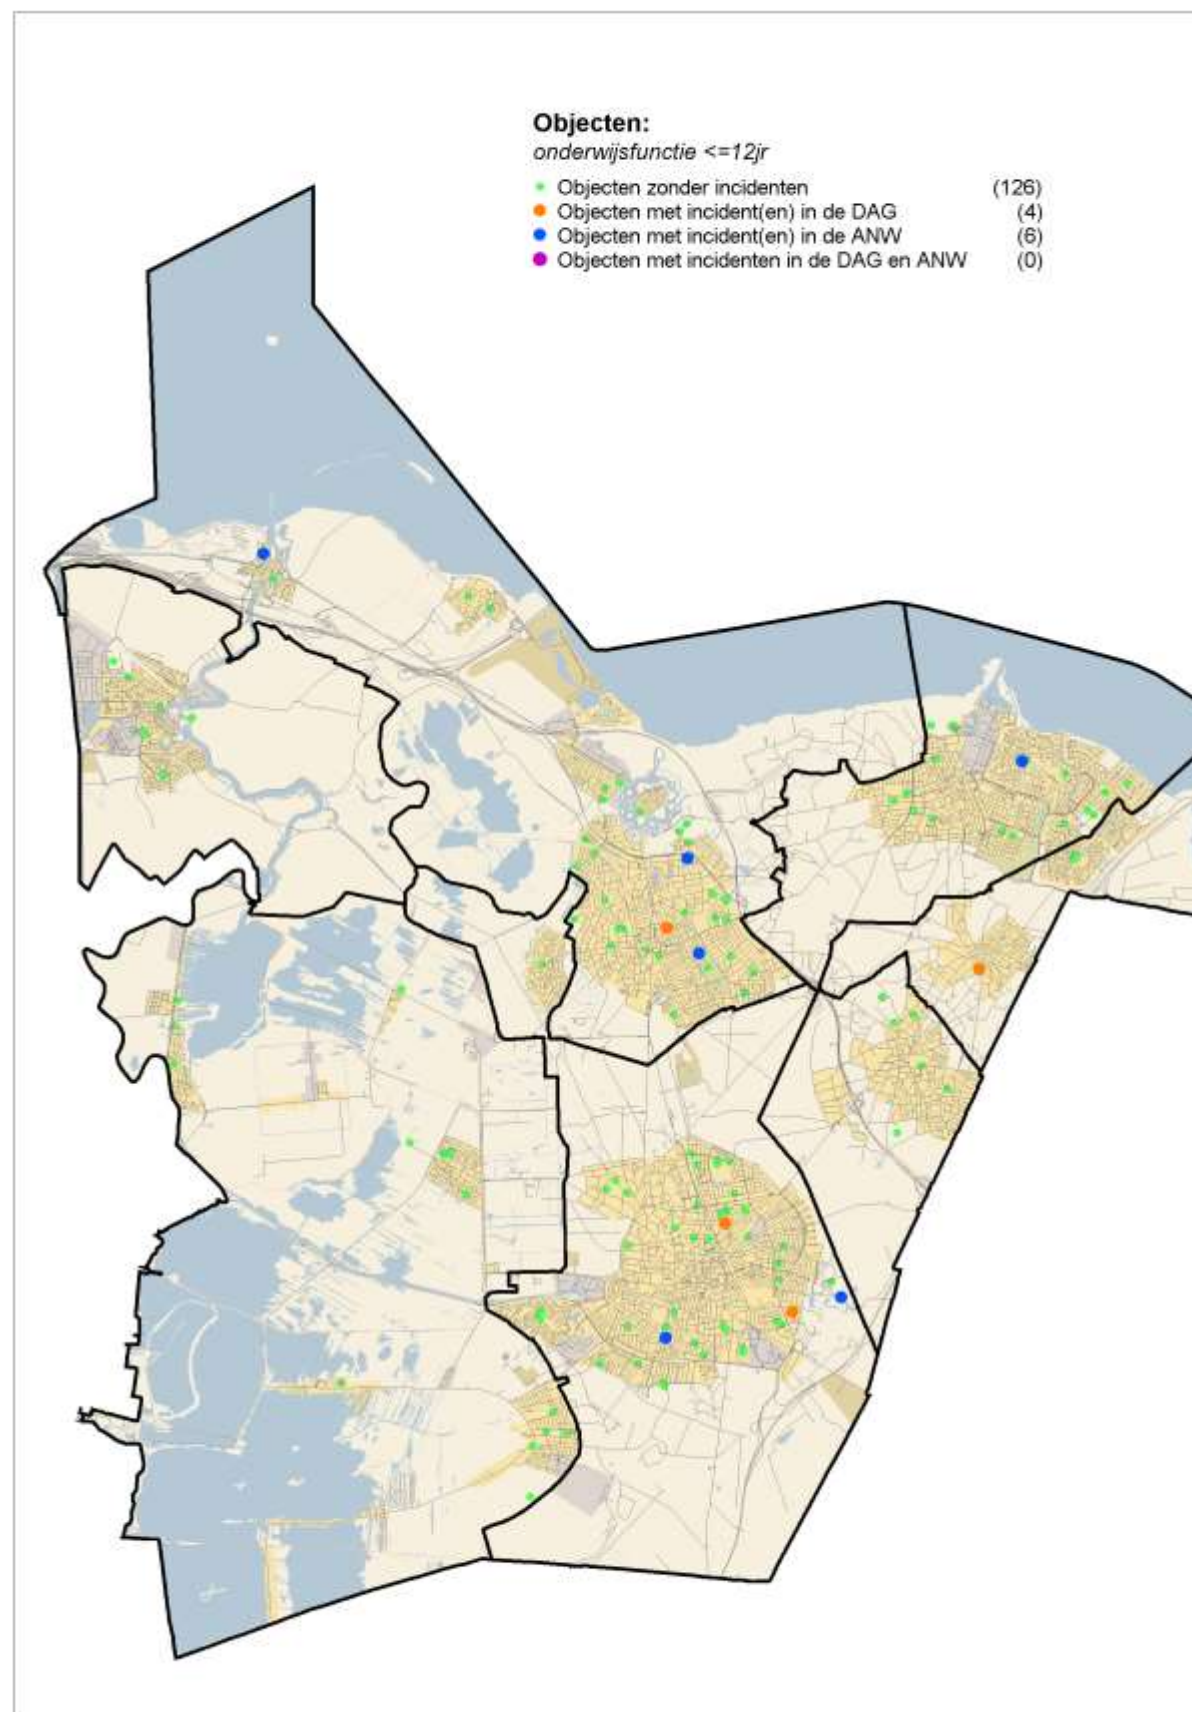 Objecten:
onderwijsfunctie <=12jr
Objecten zonder incidenten (126)
Objecten met incident(en) in de DAG (4)
Objecten met incident(en) in de ANW (6)
Objecten met incidenten in de DAG en ANW (0)